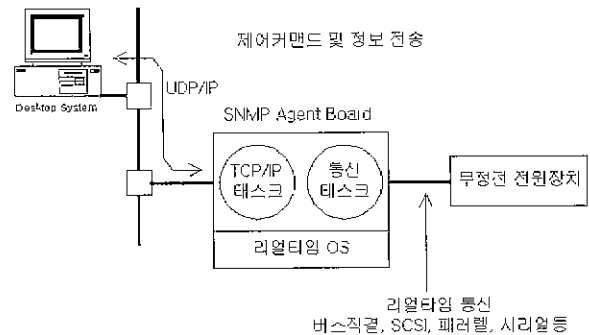 제어커맨드 및 정보 전송
UDP/IP
Desktop System
SNMP Agent Board
TCP/IP
태스크
통신
태스크
무정전 전원장치
리얼타임 OS
리얼타임 통신
버스직결, SCSI, 패러렐, 시리얼등